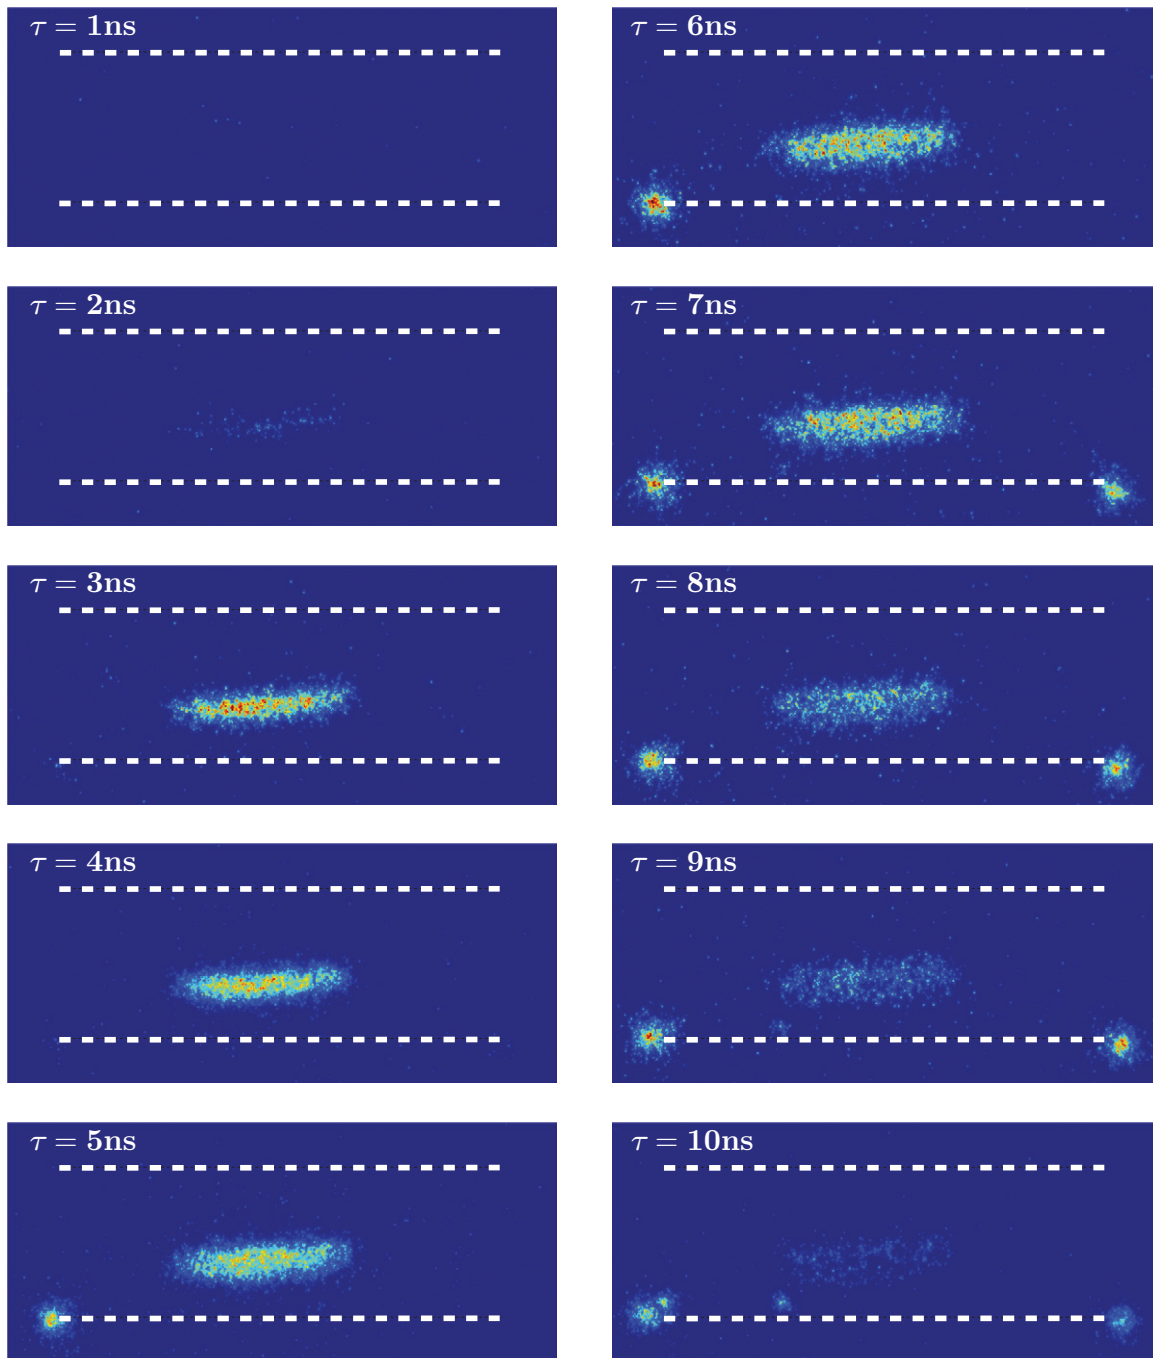 τ = 1ns
τ = 2ns
τ = 3ns
τ = 4ns
τ = 5ns
τ = 6ns
τ = 7ns
τ = 8ns
τ = 9ns
τ = 10ns